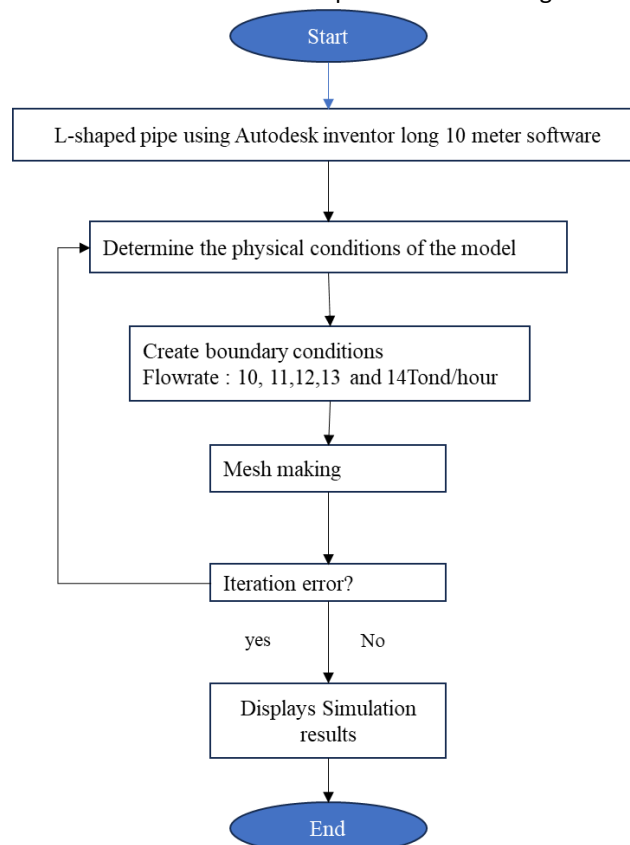 Start
L-shaped pipe using Autodesk inventor long 10 meter software
Determine the physical conditions of the model
Create boundary conditions
Flowrate : 10, 11,12,13 and 14Tond/hour
Mesh making
Iteration error?
yes No
Displays Simulation
results
End